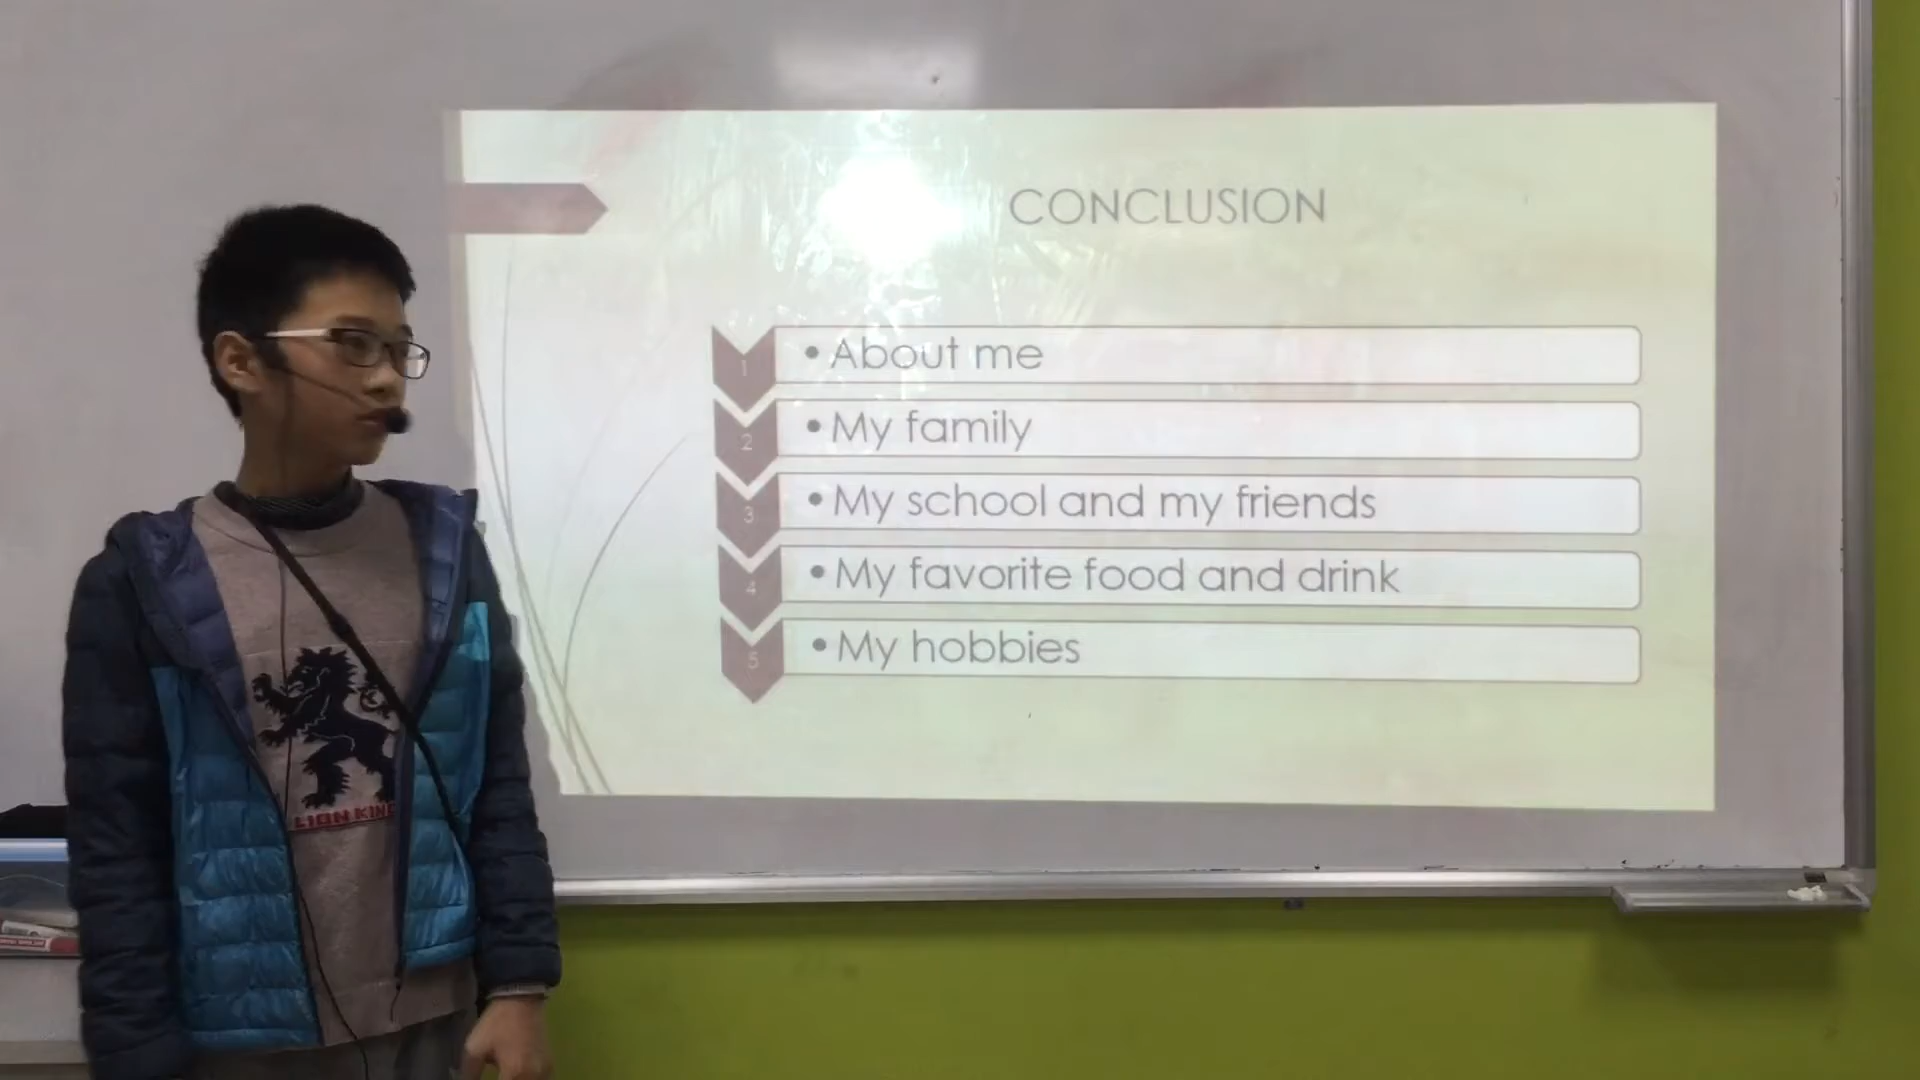 CONCLUSION
1 • About me
2 • My family
3 • My school and my friends
4 • My favorite food and drink
5 • My hobbies
LION KING